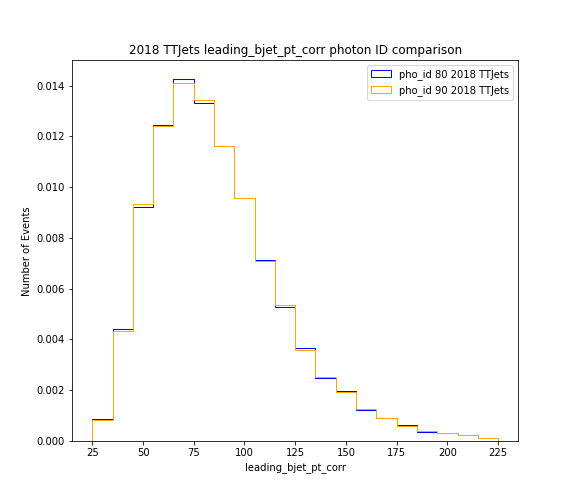 2018 TTJets leading_bjet_pt_corr photon ID comparison
pho_id 80 2018 TTJets
pho_id 90 2018 TTJets
Number of Events
0.014
0.012
0.010
0.008
0.006
0.004
0.002
0.000
25 50 75 100 125 150 175 200 225
leading_bjet_pt_corr